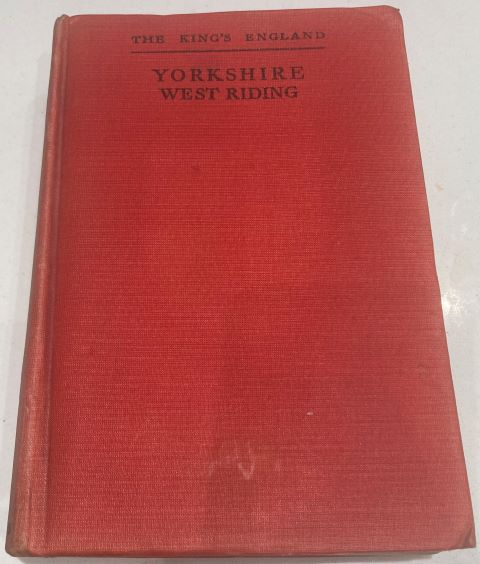 THE KING'S ENGLAND
YORKSHIRE
WEST RIDING